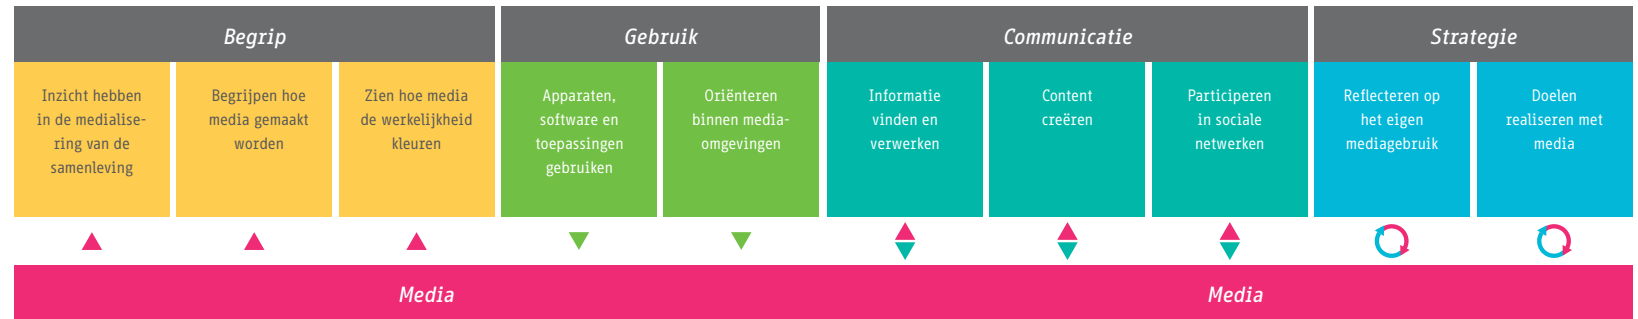 Begrip
Gebruik
Communicatie
Strategie
Inzicht hebben
in de medialise-
ring van de
samenleving
Begrijpen hoe
media gemaakt
worden
Zien hoe media
de werkelijkheid
kleuren
Apparaten,
software en
toepassingen
gebruiken
Oriënteren
binnen media-
omgevingen
Informatie
vinden en
verwerken
Content
creëren
Participeren
in sociale
netwerken
Reflecteren op
het eigen
mediagebruik
Doelen
realiseren met
media
Media
Media